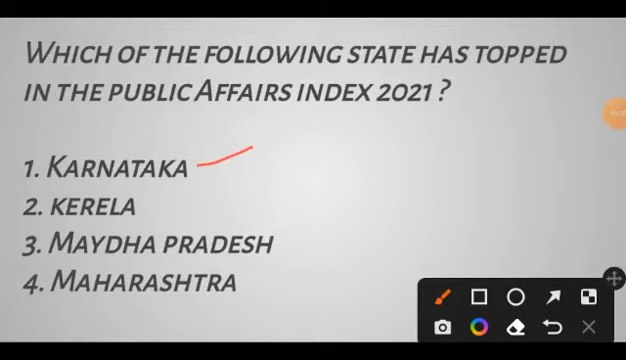 Which of the following state has topped
in the public Affairs index 2021 ?
1. Karnataka
2. kerela
3. Maydha pradesh
4. Maharashtra